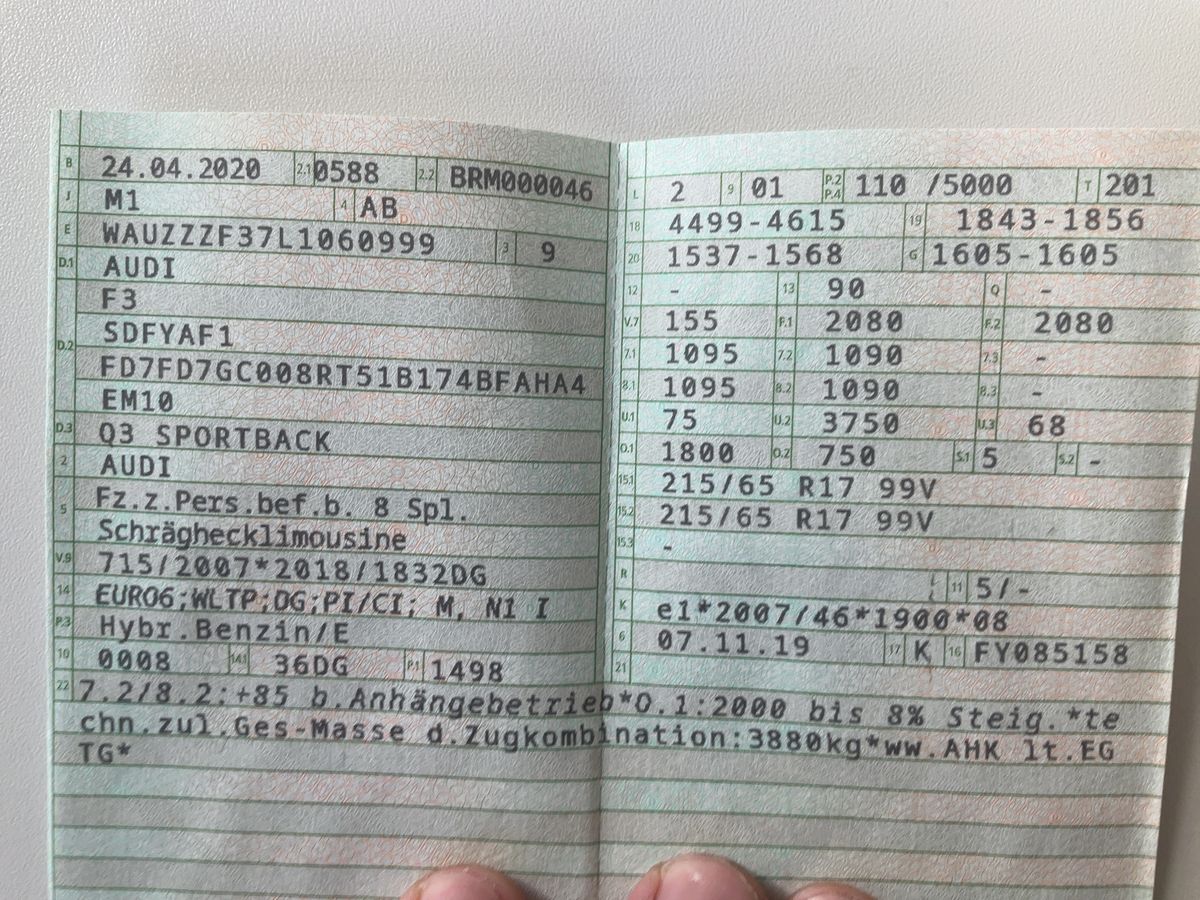 B 24.04.2020 2.1 0588 2.2 BRM000046
J M1 4 AB
E WAUZZZF37L1060999 3 9
D.1 AUDI
F3
D.2 SDFYAF1
FD7FD7GC008RT51B174BFAHA4
EM10
D.3 Q3 SPORTBACK
2 AUDI
5 Fz.z.Pers.bef.b. 8 Spl.
Schräghecklimousine
V.9 715/2007*2018/1832DG
14 EURO6;WLTP;DG;PI/CI; M, N1 I
P.3 Hybr.Benzin/E
10 0008 14.1 36DG P.1 1498
L 2 9 01 P.2 P.4 110 /5000 T 201
18 4499-4615 19 1843-1856
20 1537-1568 G 1605-1605
12 - 13 90 Q -
V.7 155 F.1 2080 F.2 2080
7.1 1095 7.2 1090 7.3 -
8.1 1095 8.2 1090 8.3 -
U.1 75 U.2 3750 U.3 68
O.1 1800 O.2 750 S.1 5 S.2 -
15.1 215/65 R17 99V
15.2 215/65 R17 99V
15.3 -
R 11 5/-
K e1*2007/46*1900*08
6 07.11.19 17 K 16 FY085158
21
22 7.2/8.2:+85 b.Anhängebetrieb*O.1:2000 bis 8% Steig.*te
chn.zul.Ges-Masse d.Zugkombination:3880kg*ww.AHK lt.EG
TG*